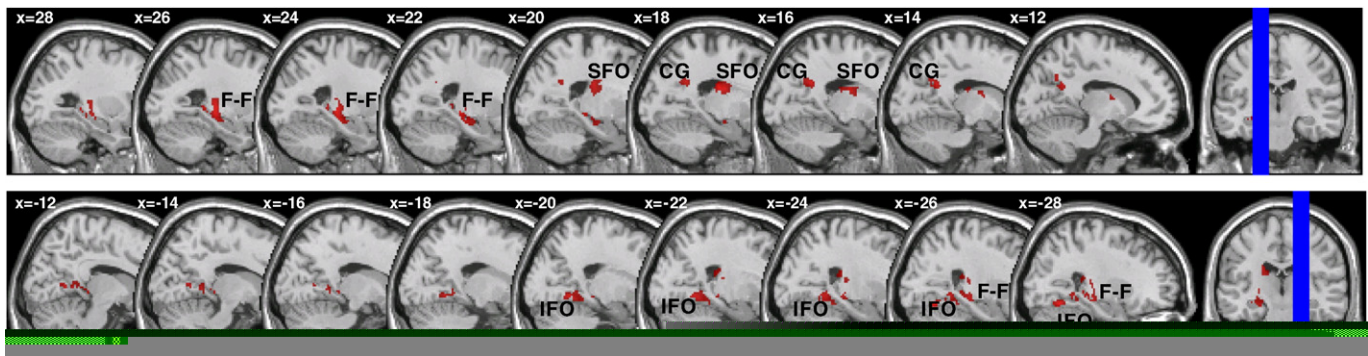 x=28 x=26 x=24 x=22 x=20 x=18 x=16 x=14 x=12
SFO CG SFO CG SFO CG
F-F F-F F-F
x=-12 x=-14 x=-16 x=-18 x=-20 x=-22 x=-24 x=-26 x=-28
F-F F-F
IFO IFO IFO IFO
IFO